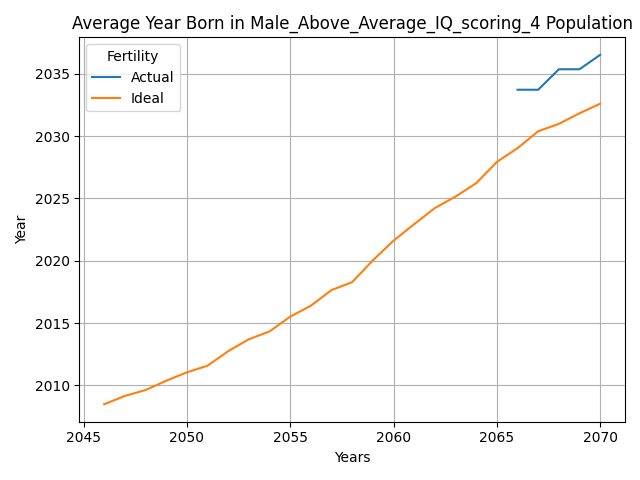 Average Year Born in Male_Above_Average_IQ_scoring_4 Population
Fertility
Actual
Ideal
Year
2035
2030
2025
2020
2015
2010
2045
2050
2055
2060
2065
2070
Years